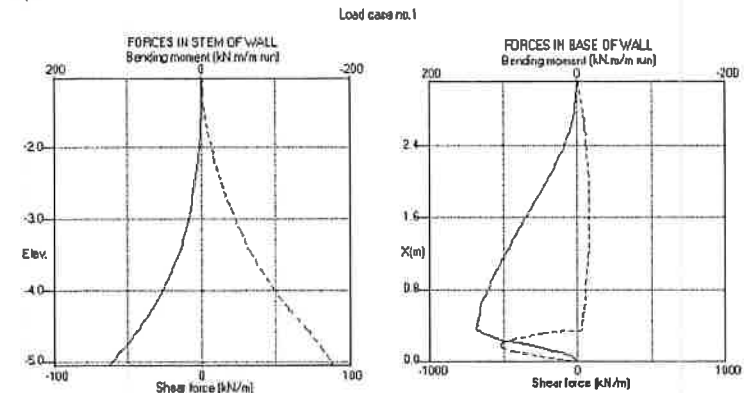 Load case no.1
FORCES IN STEM OF WALL
Bending moment (kN.m/m run)
200 0 -200
-2.0
-3.0
Elev.
-4.0
-5.0
-100 0 100
Shear force (kN/m)
FORCES IN BASE OF WALL
Bending moment (kN.m/m run)
200 0 -200
2.4
1.6
X(m)
0.8
0.0
-1000 0 1000
Shear force (kN/m)